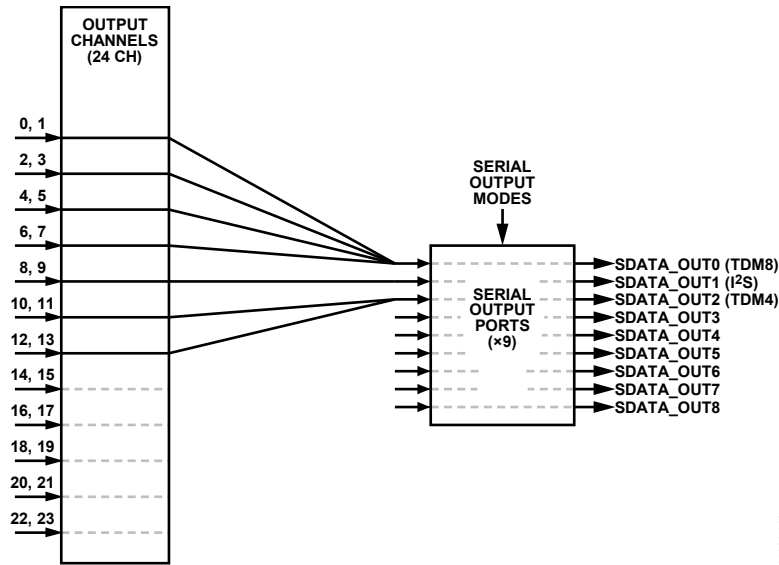 OUTPUT
CHANNELS
(24 CH)
0, 1
2, 3
4, 5
6, 7
8, 9
10, 11
12, 13
14, 15
16, 17
18, 19
20, 21
22, 23
SERIAL
OUTPUT
MODES
SERIAL
OUTPUT
PORTS
(×9)
SDATA_OUT0 (TDM8)
SDATA_OUT1 (I²S)
SDATA_OUT2 (TDM4)
SDATA_OUT3
SDATA_OUT4
SDATA_OUT5
SDATA_OUT6
SDATA_OUT7
SDATA_OUT8